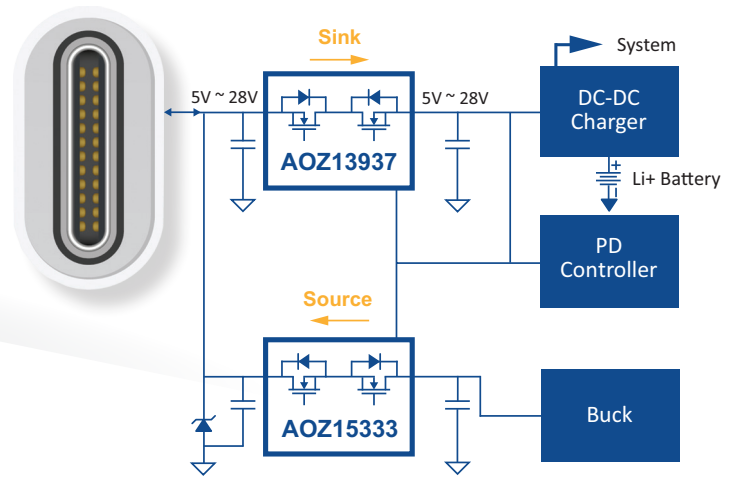 Sink
System
5V ~ 28V
5V ~ 28V
DC-DC
Charger
AOZ13937
+
Li+ Battery
PD
Controller
Source
AOZ15333
Buck